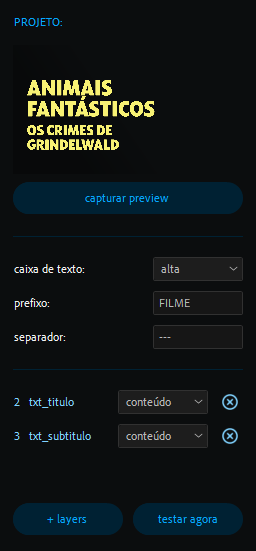 PROJETO:
ANIMAIS
FANTÁSTICOS
OS CRIMES DE
GRINDELWALD
capturar preview
caixa de texto: alta
prefixo: FILME
separador: ---
2 txt_titulo conteúdo
3 txt_subtitulo conteúdo
+ layers testar agora